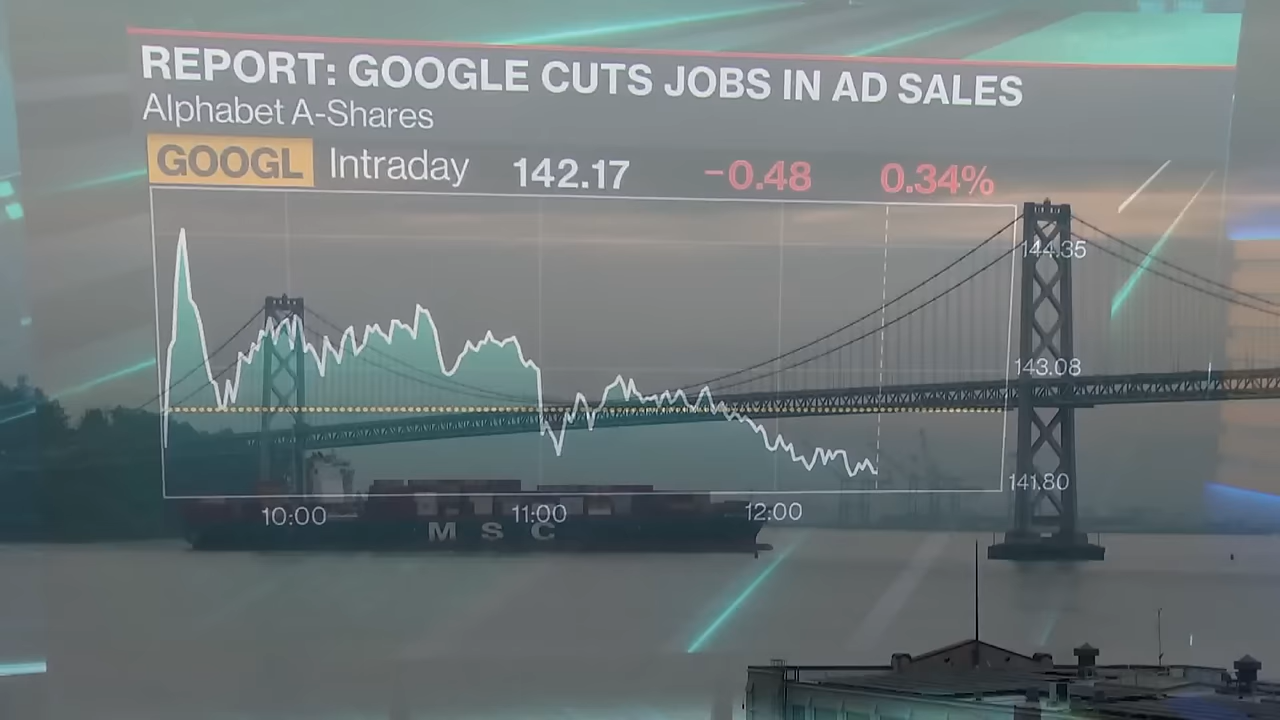 REPORT: GOOGLE CUTS JOBS IN AD SALES
Alphabet A-Shares
GOOGL Intraday 142.17 -0.48 0.34%
144.35
143.08
141.80
10:00 11:00 12:00
M S C